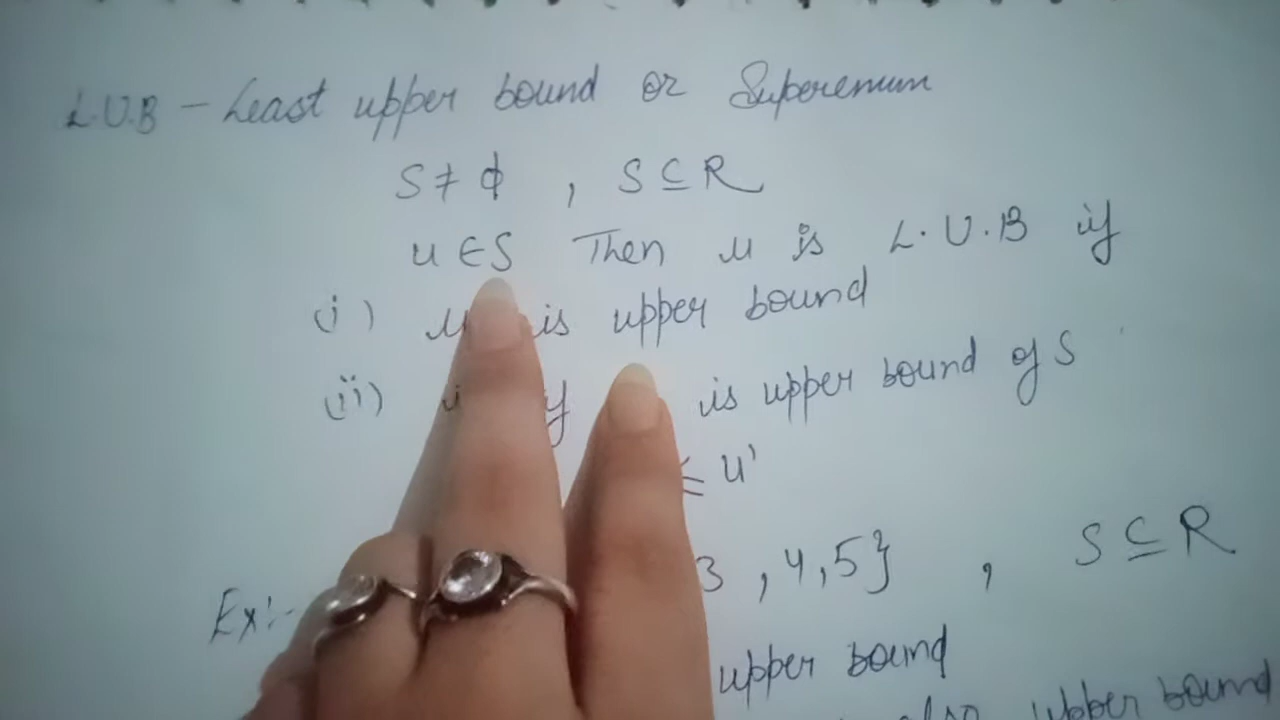 L.U.B - Least upper bound or Superemum
S ≠ ϕ , S ⊆ R
u ∈ S Then u is L.U.B if
(i) u is upper bound
(ii) is upper bound of S
≤ u'
Ex:- 3 , 4 , 5} , S ⊆ R
upper bound
also upper bound